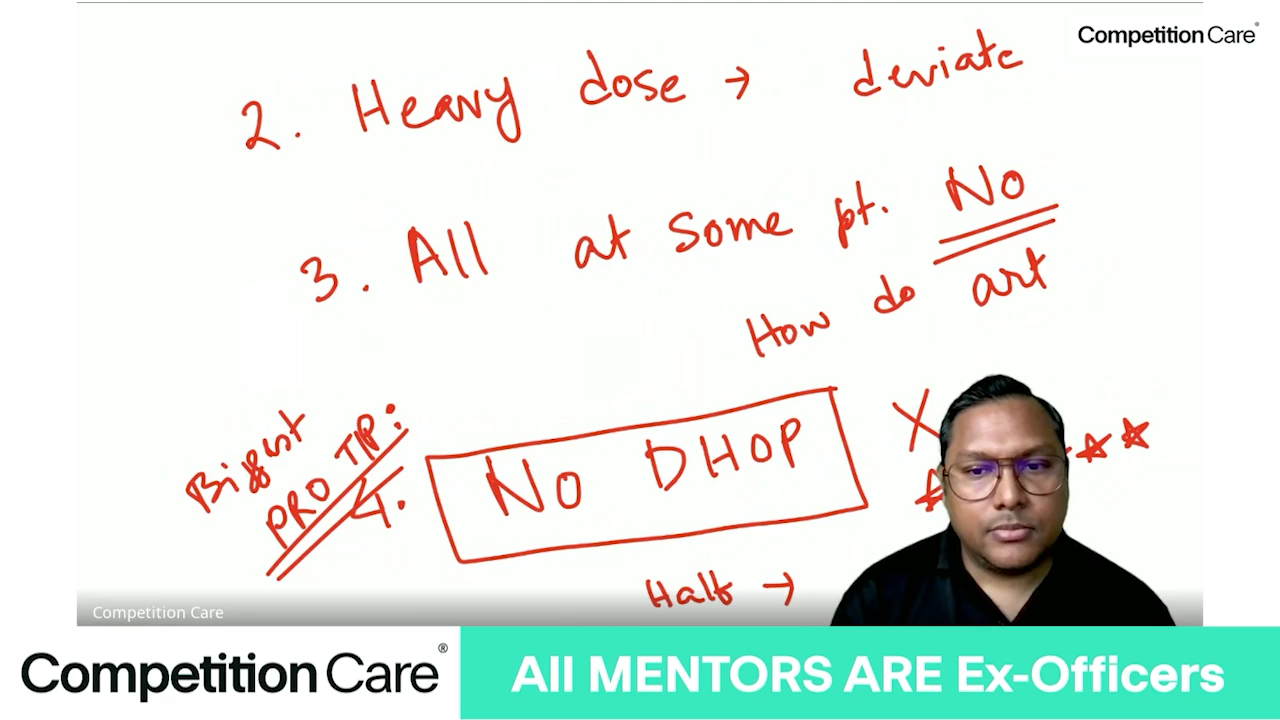 Competition Care®
2. Heavy dose → deviate
3. All at some pt. No
How do art
Biggest
PRO TIP:
4. No DHOP X
Half →
Competition Care
Competition Care®
All MENTORS ARE Ex-Officers